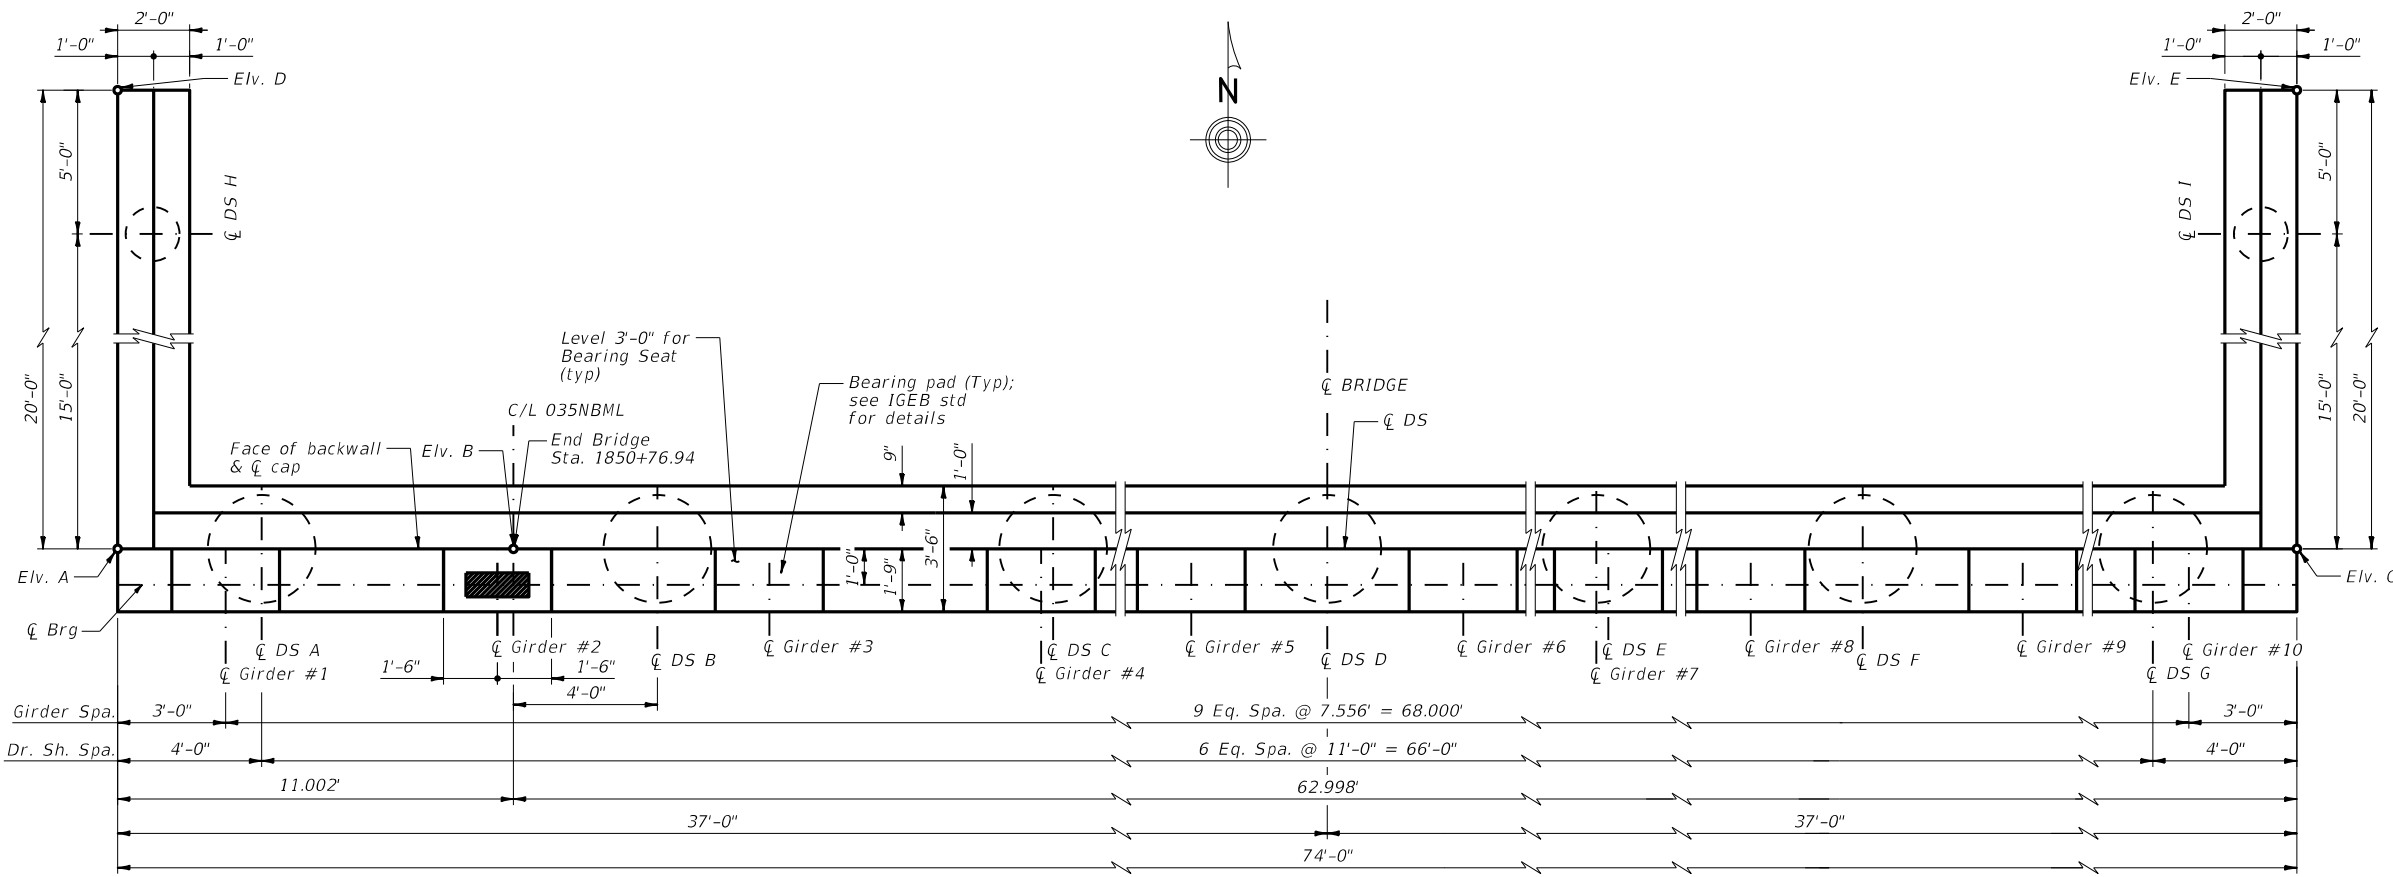 2'-0"
1'-0"
1'-0"
Elv. D
20'-0"
5'-0"
15'-0"
℄ DS H
N
2'-0"
1'-0"
1'-0"
Elv. E
℄ DS I
5'-0"
15'-0"
20'-0"
Level 3'-0" for
Bearing Seat
(typ)
Bearing pad (Typ);
see IGEB std
for details
℄ BRIDGE
℄ DS
C/L 035NBML
End Bridge
Sta. 1850+76.94
Face of backwall
& ℄ cap
Elv. B
9"
1'-0"
3'-6"
1'-0"
1'-9"
Elv. A
Elv. C
℄ Brg
℄ DS A
℄ Girder #1
℄ Girder #2
℄ DS B
℄ Girder #3
℄ DS C
℄ Girder #4
℄ Girder #5
℄ DS D
℄ Girder #6
℄ DS E
℄ Girder #7
℄ Girder #8
℄ DS F
℄ Girder #9
℄ Girder #10
℄ DS G
1'-6"
1'-6"
4'-0"
Girder Spa.
3'-0"
9 Eq. Spa. @ 7.556' = 68.000'
3'-0"
Dr. Sh. Spa.
4'-0"
6 Eq. Spa. @ 11'-0" = 66'-0"
4'-0"
11.002'
62.998'
37'-0"
37'-0"
74'-0"